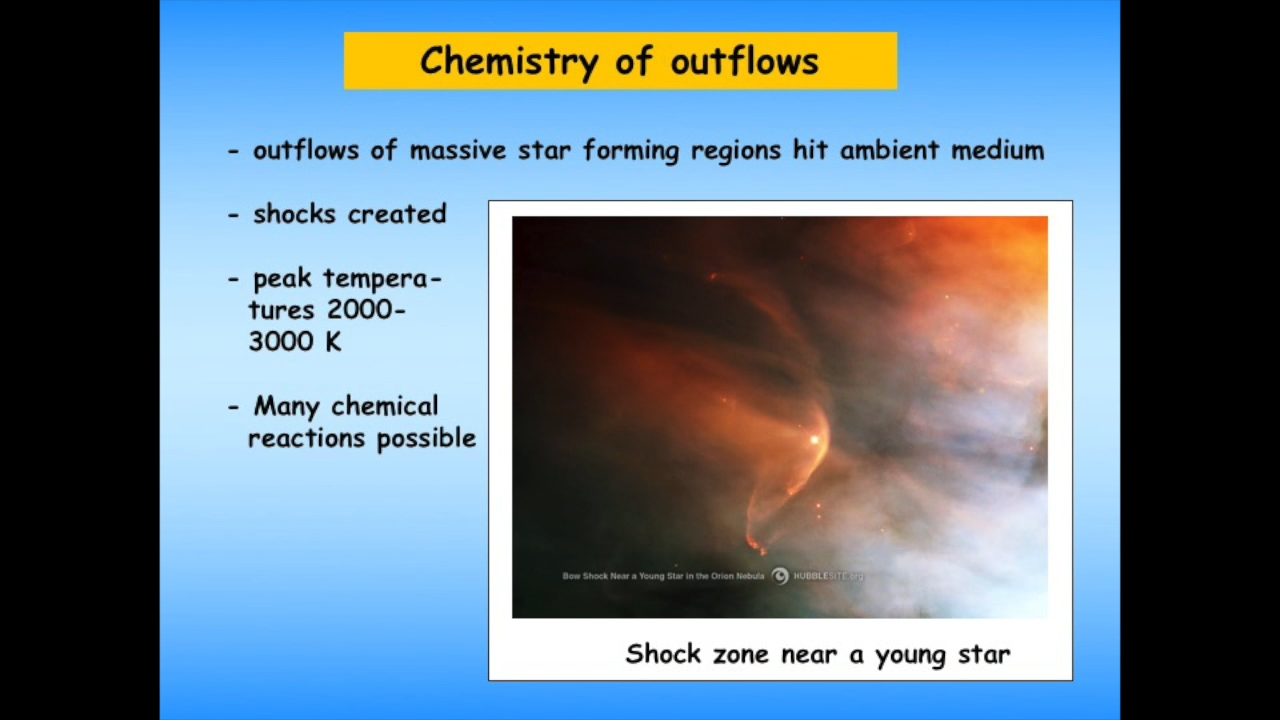 Chemistry of outflows
- outflows of massive star forming regions hit ambient medium
- shocks created
- peak tempera-
tures 2000-
3000 K
- Many chemical
reactions possible
Bow Shock Near a Young Star in the Orion Nebula HUBBLESITE.org
Shock zone near a young star